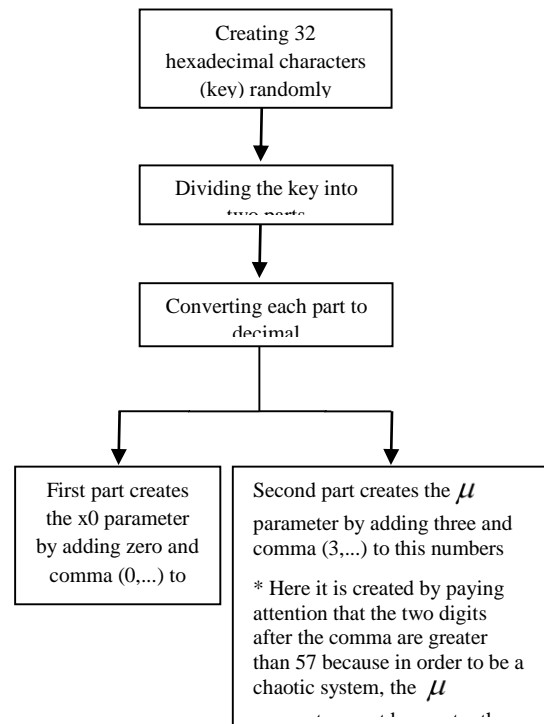 Creating 32
hexadecimal characters
(key) randomly
Dividing the key into
two parts
Converting each part to
decimal
First part creates
the x0 parameter
by adding zero and
comma (0,...) to
Second part creates the μ
parameter by adding three and
comma (3,...) to this numbers
* Here it is created by paying
attention that the two digits
after the comma are greater
than 57 because in order to be a
chaotic system, the μ